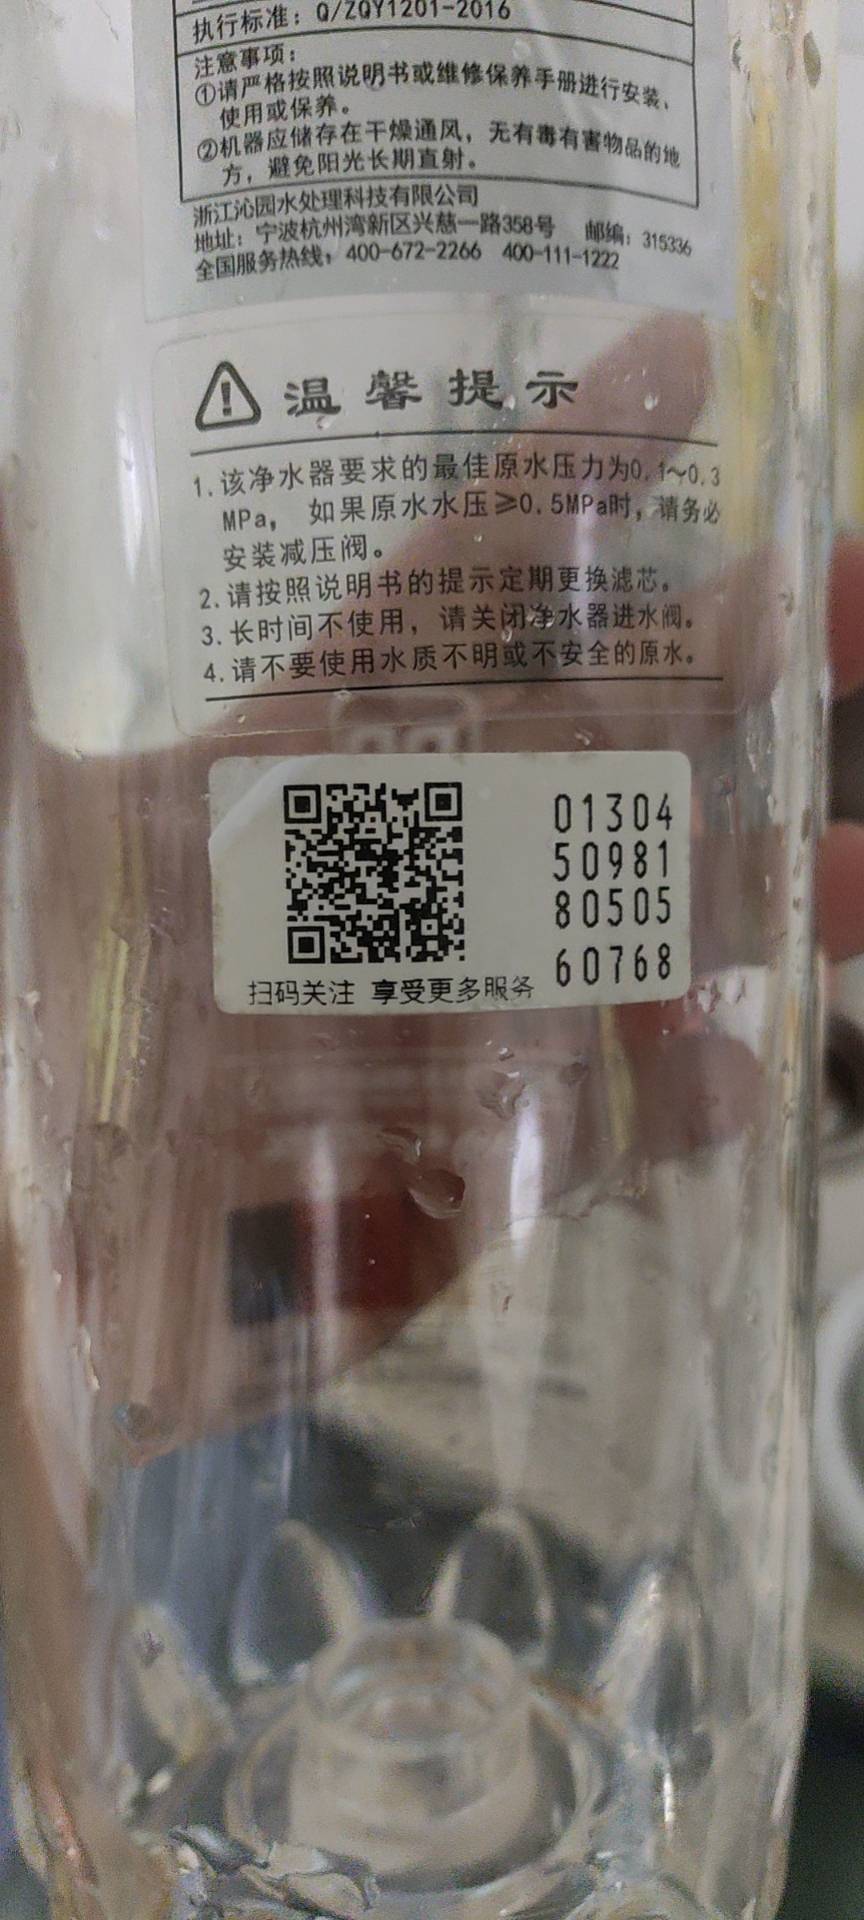 执行标准：Q/ZQY1201-2016
注意事项：
①请严格按照说明书或维修保养手册进行安装、
使用或保养。
②机器应储存在干燥通风，无有毒有害物品的地
方，避免阳光长期直射。
浙江沁园水处理科技有限公司
地址：宁波杭州湾新区兴慈一路358号 邮编：315336
全国服务热线：400-672-2266 400-111-1222
温馨提示
1.该净水器要求的最佳原水压力为0.1～0.3
MPa，如果原水水压≥0.5MPa时，请务必
安装减压阀。
2.请按照说明书的提示定期更换滤芯。
3.长时间不使用，请关闭净水器进水阀。
4.请不要使用水质不明或不安全的原水。
01304
50981
80505
60768
扫码关注 享受更多服务